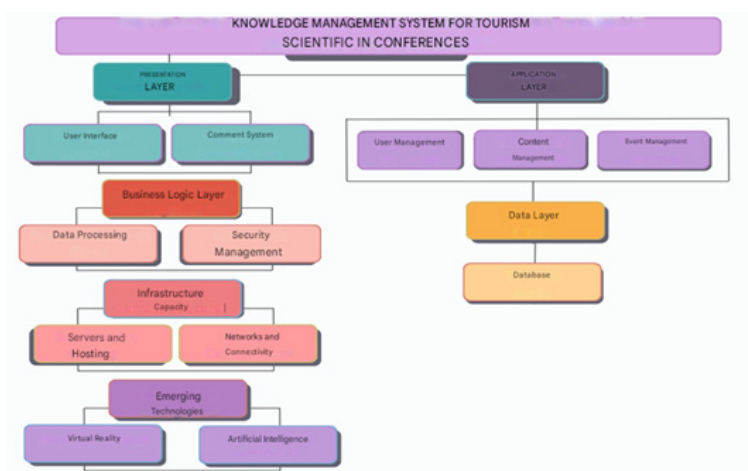 KNOWLEDGE MANAGEMENT SYSTEM FOR TOURISM
SCIENTIFIC IN CONFERENCES
PRESENTATION
LAYER
APPLICATION
LAYER
User Interface
Comment System
User Management
Content
Management
Event Management
Business Logic Layer
Data Processing
Security
Management
Data Layer
Database
Infrastructure
Capacity
Servers and
Hosting
Networks and
Connectivity
Emerging
Technologies
Virtual Reality
Artificial Intelligence